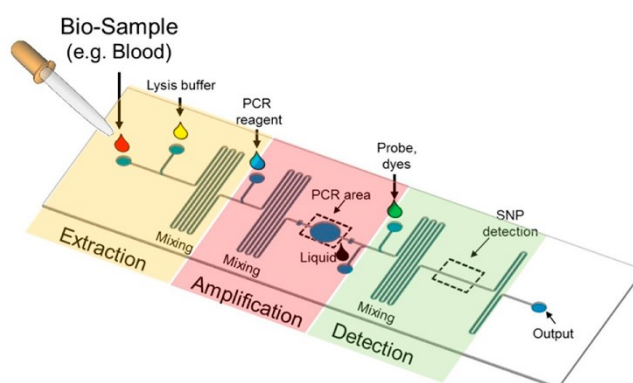 Bio-Sample
(e.g. Blood)
Lysis buffer
PCR
reagent
Probe,
dyes
PCR area
SNP
detection
Mixing
Mixing
Liquid
Mixing
Output
Extraction
Amplification
Detection